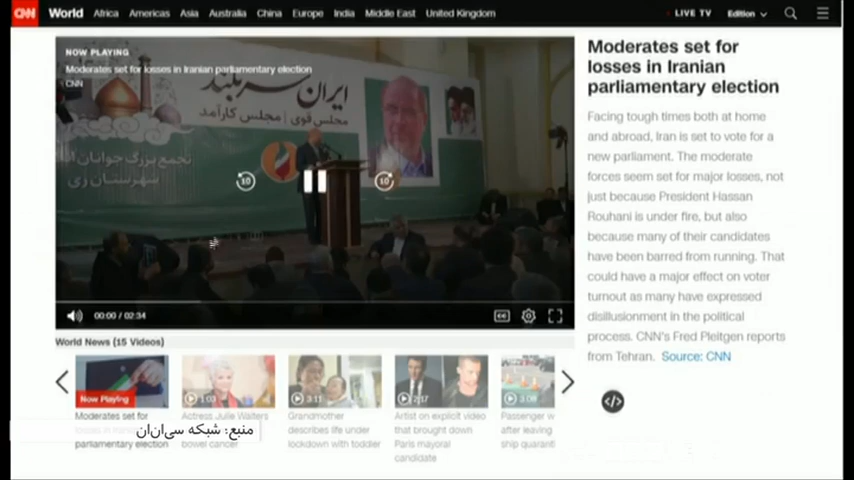 CNN World Africa Americas Asia Australia China Europe India Middle East United Kingdom LIVE TV Edition
NOW PLAYING
Moderates set for losses in Iranian parliamentary election
CNN
ایران سربلند
مجلس قوی | مجلس کارآمد
تجمع بزرگ جوانان
شهرستان ری
10 10
00:00 / 02:34
CC
Moderates set for
losses in Iranian
parliamentary election
Facing tough times both at home
and abroad, Iran is set to vote for a
new parliament. The moderate
forces seem set for major losses, not
just because President Hassan
Rouhani is under fire, but also
because many of their candidates
have been barred from running. That
could have a major effect on voter
turnout as many have expressed
disillusionment in the political
process. CNN's Fred Pleitgen reports
from Tehran. Source: CNN
World News (15 Videos)
Now Playing
1:03
3:11
2:17
3:08
Moderates set for
losses in
parliamentary election
Actress Julie Walters
bowel cancer
Grandmother
describes life under
lockdown with toddler
Artist on explicit video
that brought down
Paris mayoral
candidate
Passenger w
after leaving
ship quaranti
منبع: شبکه سی‌ان‌ان